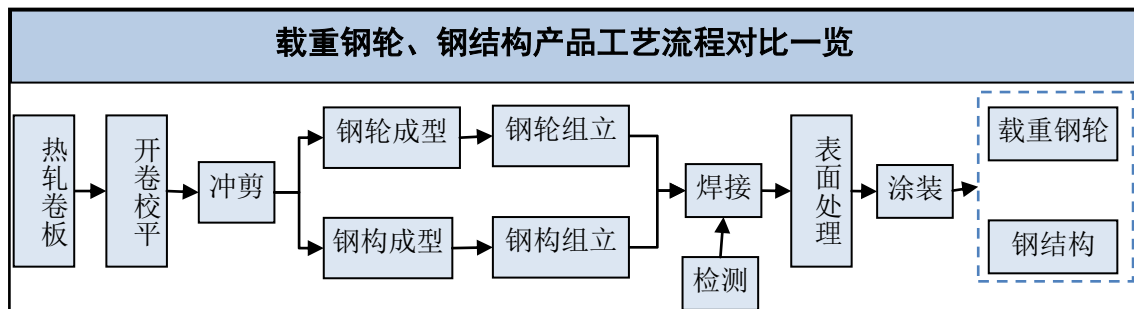 载重钢轮、钢结构产品工艺流程对比一览
热轧卷板
开卷校平
冲剪
钢轮成型
钢轮组立
钢构成型
钢构组立
焊接
检测
表面处理
涂装
载重钢轮
钢结构